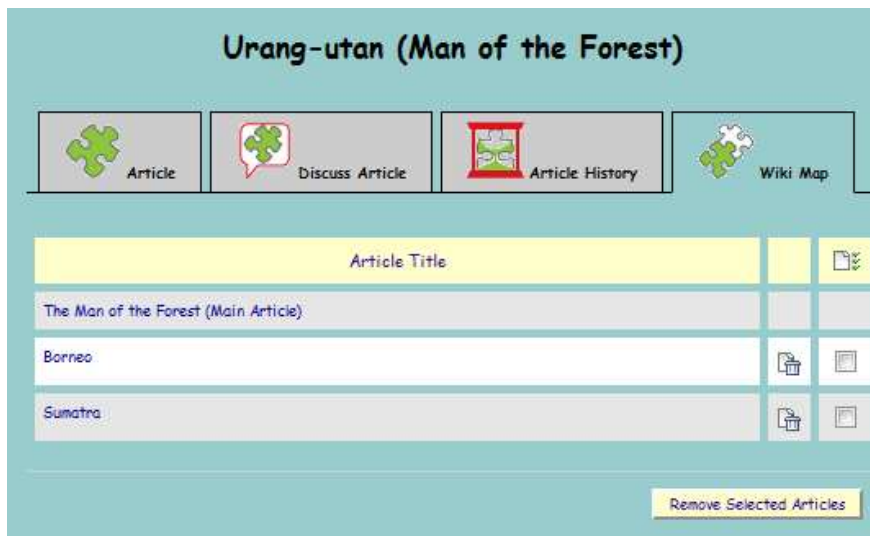 Urang-utan (Man of the Forest)
Article
Discuss Article
Article History
Wiki Map
Article Title
The Man of the Forest (Main Article)
Borneo
Sumatra
Remove Selected Articles